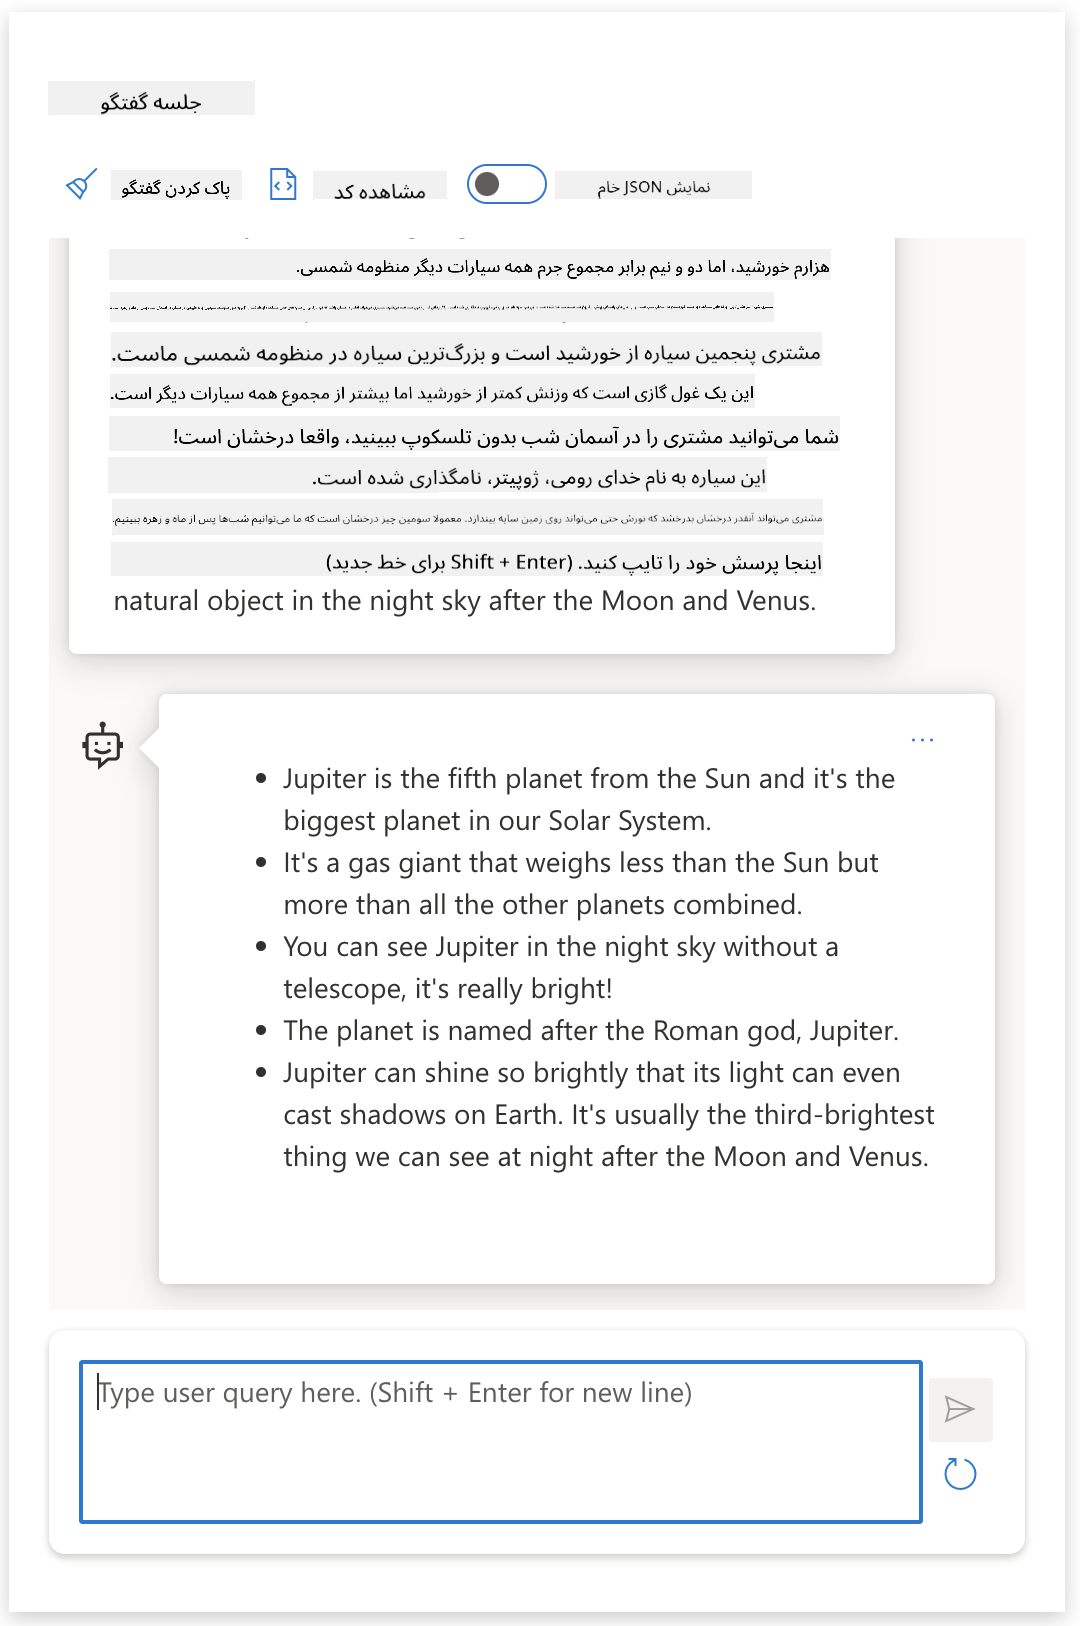 جلسه گفتگو
پاک کردن گفتگو
مشاهده کد
نمایش JSON خام
هزارم خورشید، اما دو و نیم برابر مجموع جرم همه سیارات دیگر منظومه شمسی.
مشتری پنجمین سیاره از خورشید است و بزرگ‌ترین سیاره در منظومه شمسی ماست.
این یک غول گازی است که وزنش کمتر از خورشید اما بیشتر از مجموع همه سیارات دیگر است.
شما می‌توانید مشتری را در آسمان شب بدون تلسکوپ ببینید، واقعا درخشان است!
این سیاره به نام خدای رومی، ژوپیتر، نامگذاری شده است.
مشتری می‌تواند آنقدر درخشان بدرخشد که نورش حتی می‌تواند روی زمین سایه بیندازد. معمولا سومین چیز درخشان است که ما می‌توانیم شب‌ها پس از ماه و زهره ببینیم.
اینجا پرسش خود را تایپ کنید. (Shift + Enter برای خط جدید)
natural object in the night sky after the Moon and Venus.
• Jupiter is the fifth planet from the Sun and it's the
biggest planet in our Solar System.
• It's a gas giant that weighs less than the Sun but
more than all the other planets combined.
• You can see Jupiter in the night sky without a
telescope, it's really bright!
• The planet is named after the Roman god, Jupiter.
• Jupiter can shine so brightly that its light can even
cast shadows on Earth. It's usually the third-brightest
thing we can see at night after the Moon and Venus.
Type user query here. (Shift + Enter for new line)